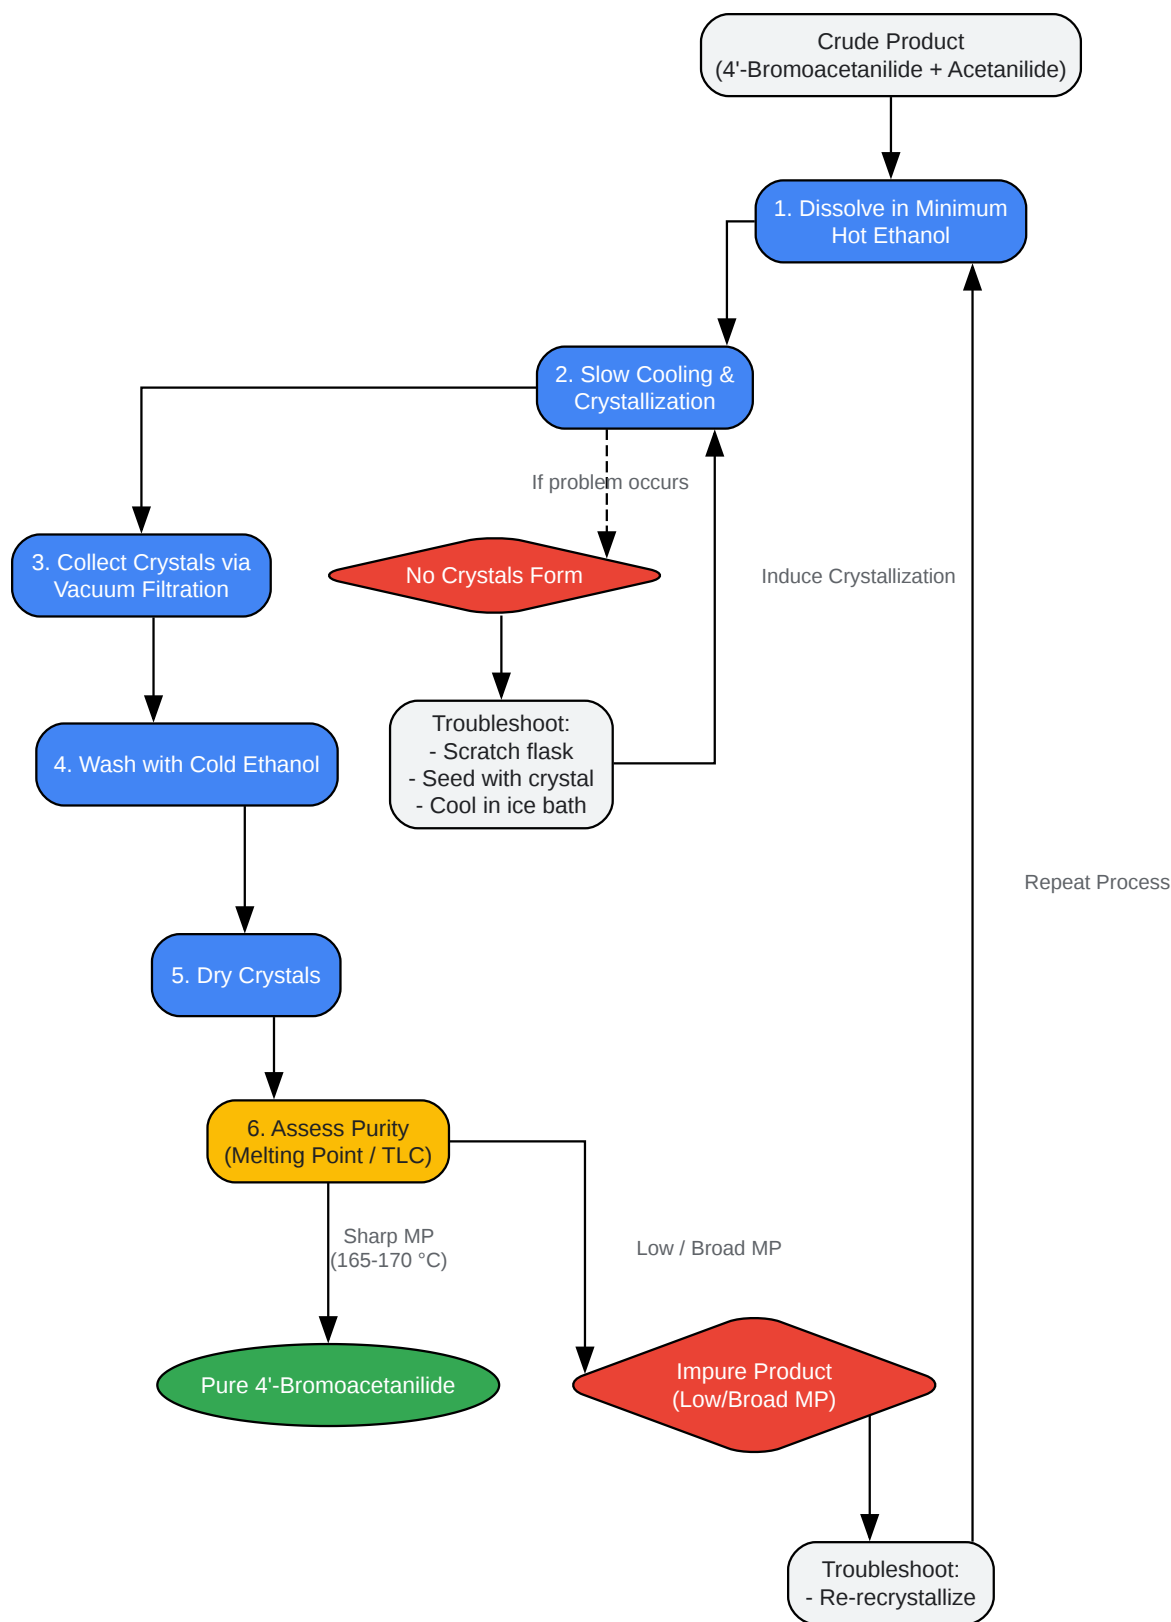 Crude Product
(4'-Bromoacetanilide + Acetanilide)
1. Dissolve in Minimum
Hot Ethanol
2. Slow Cooling &
Crystallization
If problem occurs
3. Collect Crystals via
Vacuum Filtration
No Crystals Form
Induce Crystallization
Troubleshoot:
- Scratch flask
- Seed with crystal
- Cool in ice bath
4. Wash with Cold Ethanol
Repeat Process
5. Dry Crystals
6. Assess Purity
(Melting Point / TLC)
Sharp MP
(165-170 °C)
Low / Broad MP
Pure 4'-Bromoacetanilide
Impure Product
(Low/Broad MP)
Troubleshoot:
- Re-recrystallize